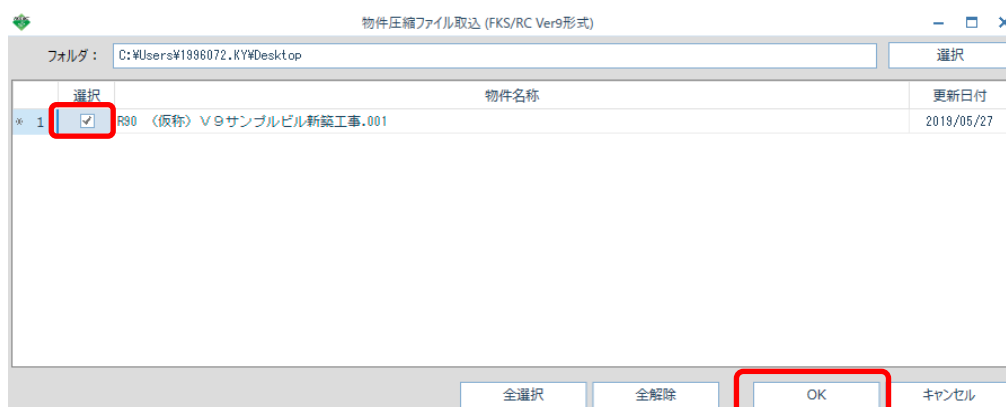 物件圧縮ファイル取込 (FKS/RC Ver9形式)
フォルダ： C:¥Users¥1996072.KY¥Desktop 選択
選択 物件名称 更新日付
* 1 R90 （仮称）Ｖ９サンプルビル新築工事.001 2019/05/27
全選択 全解除 OK キャンセル